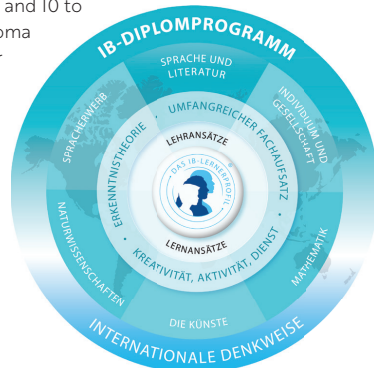 and 10 to
oma
IB-DIPLOMPROGRAMM
SPRACHE UND
LITERATUR
INDIVIDUUM UND
GESELLSCHAFT
SPRACHERWERB
ERKENNTNISTHEORIE • UMFANGREICHER FACHAUFSATZ •
LEHRANSÄTZE
DAS IB-LERNERPROFIL
®
LERNANSÄTZE
KREATIVITÄT, AKTIVITÄT, DIENST •
NATURWISSENSCHAFTEN
MATHEMATIK
DIE KÜNSTE
INTERNATIONALE DENKWEISE